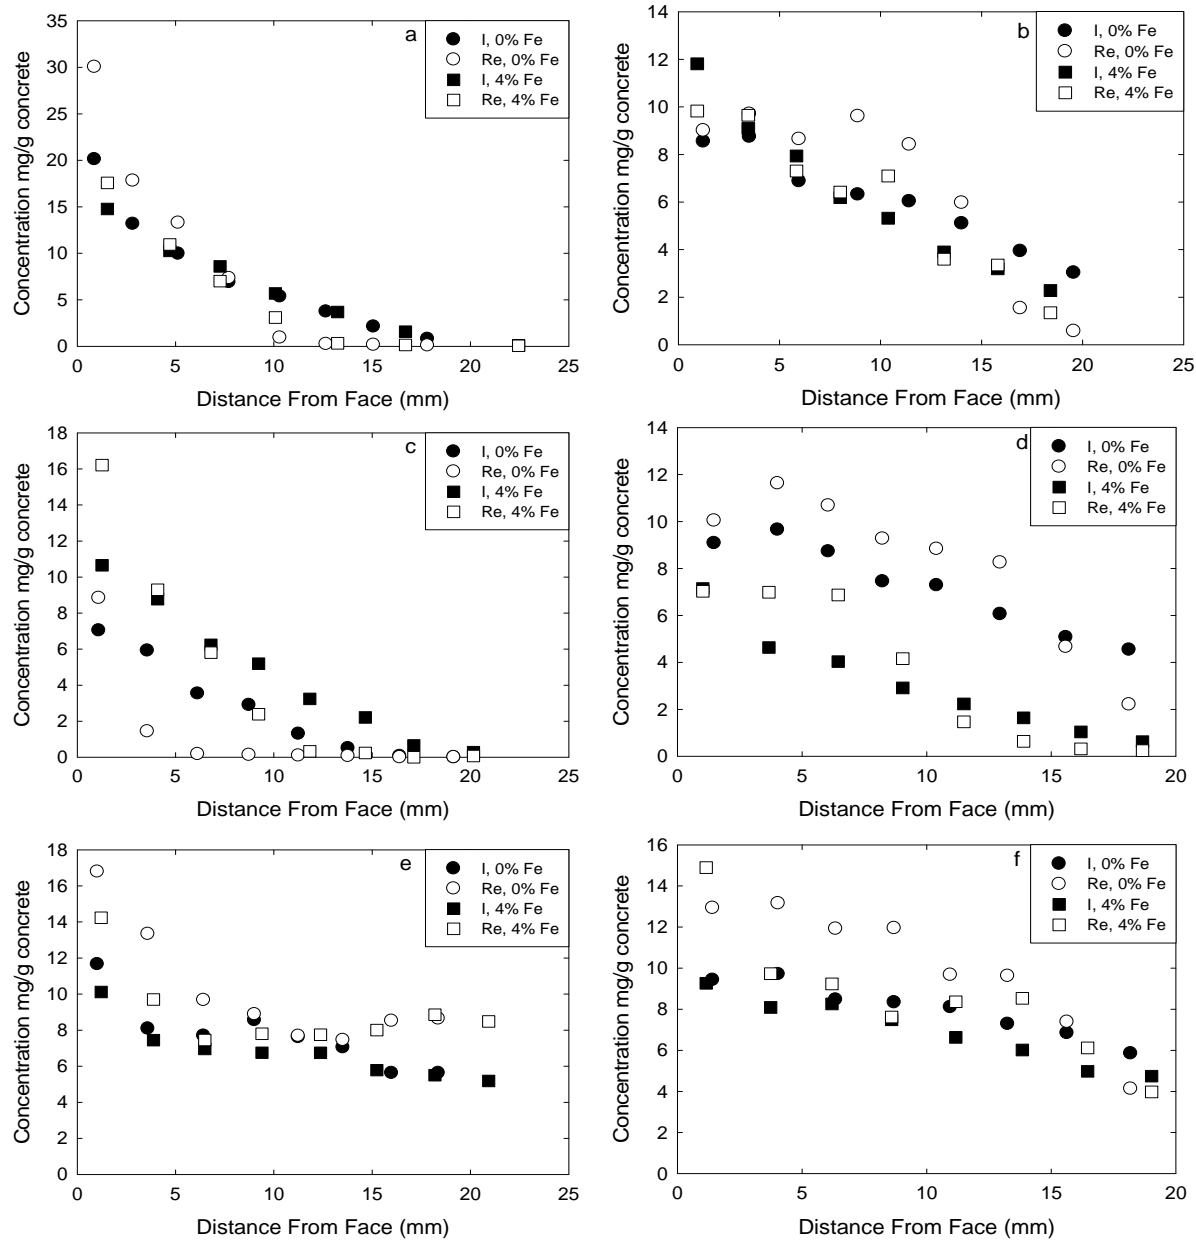 a
I, 0% Fe
Re, 0% Fe
I, 4% Fe
Re, 4% Fe
Concentration mg/g concrete
35
30
25
20
15
10
5
0
0 5 10 15 20 25
Distance From Face (mm)
b
I, 0% Fe
Re, 0% Fe
I, 4% Fe
Re, 4% Fe
Concentration mg/g concrete
14
12
10
8
6
4
2
0
0 5 10 15 20 25
Distance From Face (mm)
c
I, 0% Fe
Re, 0% Fe
I, 4% Fe
Re, 4% Fe
Concentration mg/g concrete
18
16
14
12
10
8
6
4
2
0
0 5 10 15 20 25
Distance From Face (mm)
d
I, 0% Fe
Re, 0% Fe
I, 4% Fe
Re, 4% Fe
Concentration mg/g concrete
14
12
10
8
6
4
2
0
0 5 10 15 20
Distance From Face (mm)
e
I, 0% Fe
Re, 0% Fe
I, 4% Fe
Re, 4% Fe
Concentration mg/g concrete
18
16
14
12
10
8
6
4
2
0
0 5 10 15 20 25
Distance From Face (mm)
f
I, 0% Fe
Re, 0% Fe
I, 4% Fe
Re, 4% Fe
Concentration mg/g concrete
16
14
12
10
8
6
4
2
0
0 5 10 15 20
Distance From Face (mm)